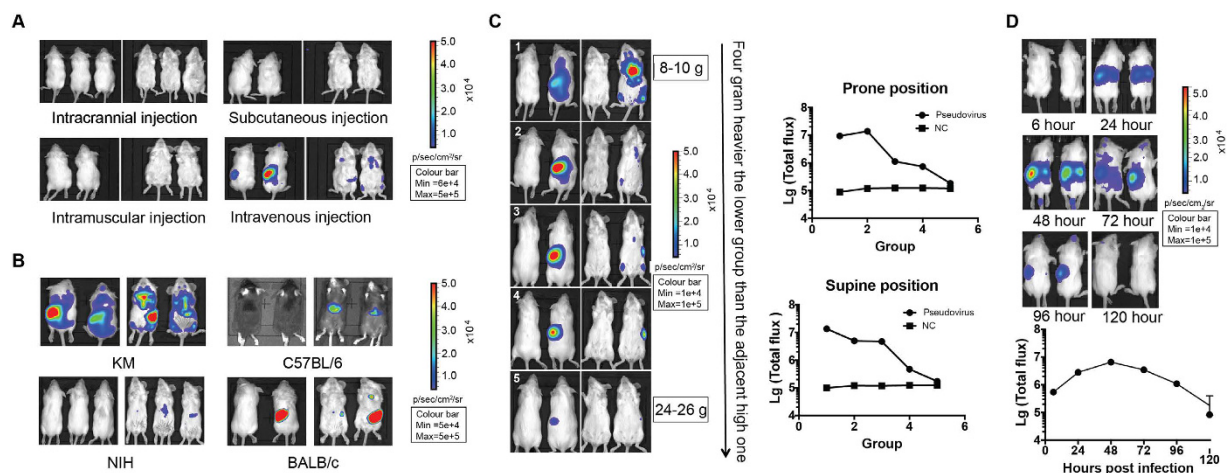 A
Intracrannial injection
Subcutaneous injection
Intramuscular injection
Intravenous injection
5.0
4.0
3.0
2.0
1.0
x10⁴
p/sec/cm²/sr
Colour bar
Min =6e+4
Max=5e+5
B
KM
C57BL/6
NIH
BALB/c
5.0
4.0
3.0
2.0
1.0
x10⁴
p/sec/cm²/sr
Colour bar
Min =5e+4
Max=5e+5
C
1
2
3
4
5
8-10 g
24-26 g
5.0
4.0
3.0
2.0
1.0
x10⁴
p/sec/cm²/sr
Colour bar
Min =1e+4
Max=1e+5
Four gram heavier the lower group than the adjacent high one
Prone position
Lg (Total flux)
8
7
6
5
4
0 2 4 6
Group
Pseudovirus
NC
Supine position
Lg (Total flux )
8
7
6
5
4
0 2 4 6
Group
Pseudovirus
NC
D
6 hour
24 hour
48 hour
72 hour
96 hour
120 hour
5.0
4.0
3.0
2.0
1.0
x10⁴
p/sec/cm²/sr
Colour bar
Min =1e+4
Max=1e+5
Lg (Total flux)
8
7
6
5
4
0 24 48 72 96 120
Hours post infection